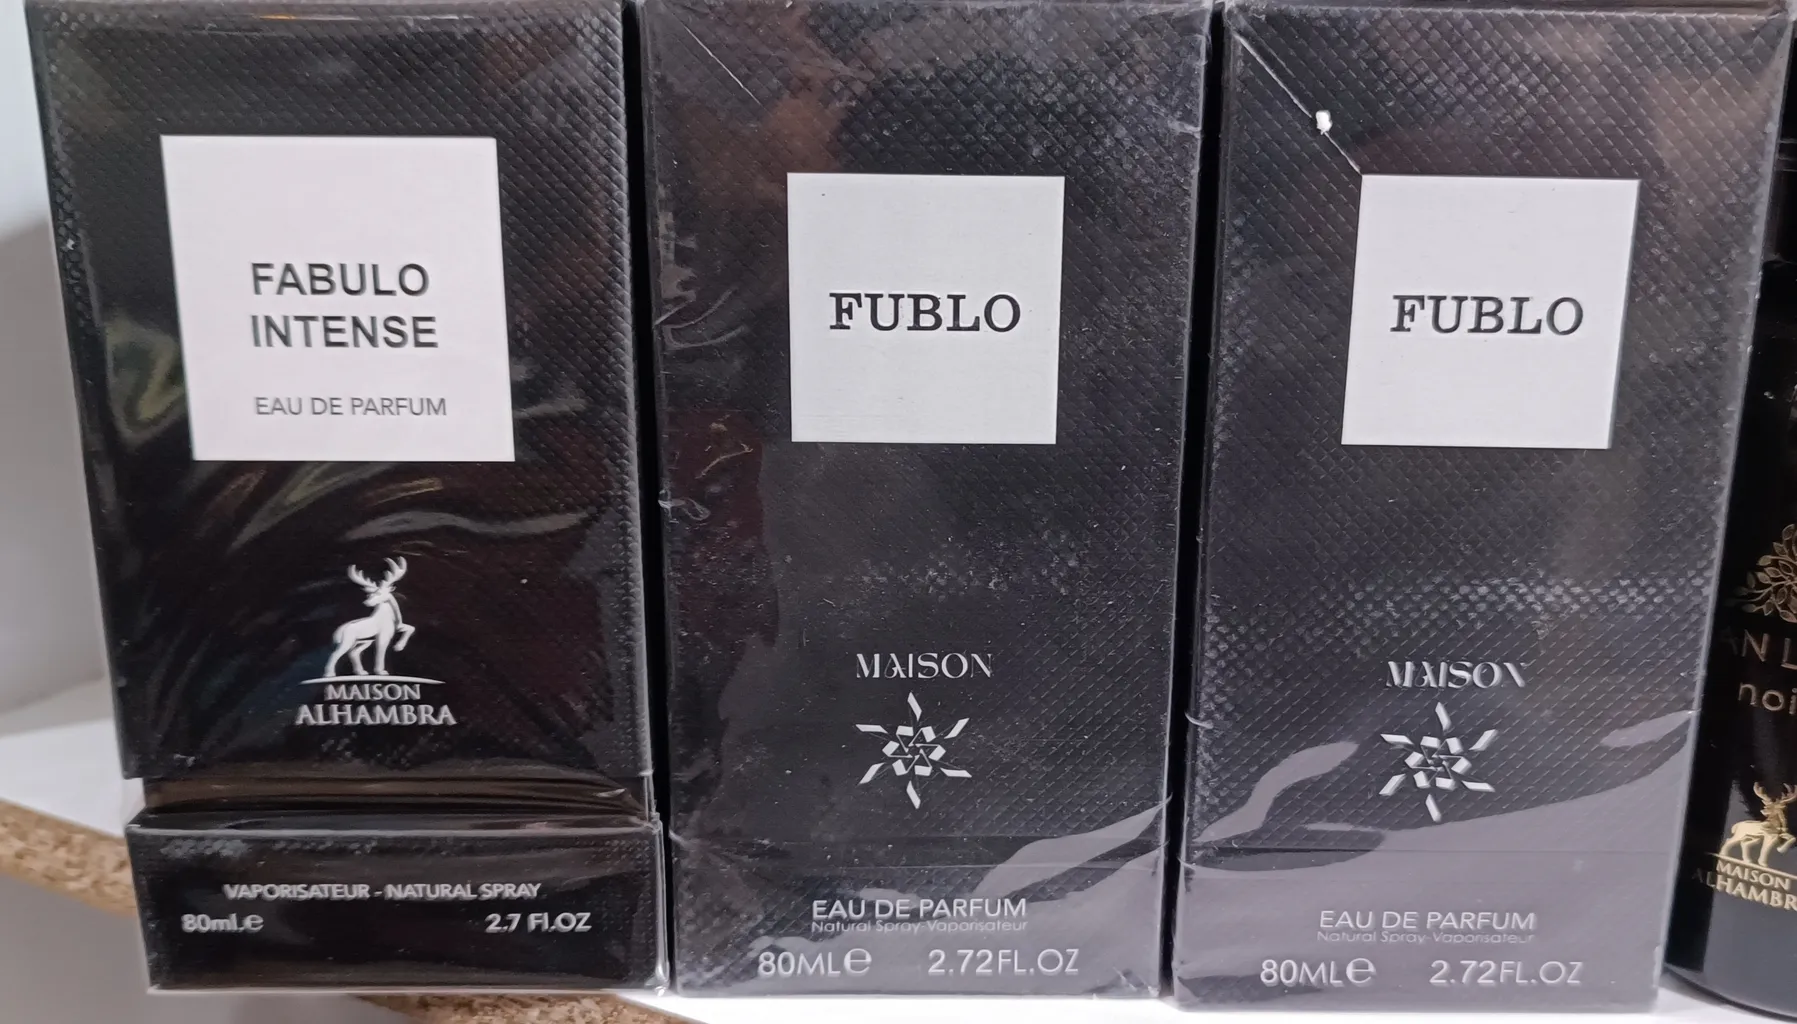 FABULO
INTENSE
EAU DE PARFUM
MAISON
ALHAMBRA
VAPORISATEUR - NATURAL SPRAY
80ml.e
2.7 Fl.OZ
FUBLO
MAISON
EAU DE PARFUM
Natural Spray-Vaporisateur
80ML e
2.72FL.OZ
FUBLO
MAISON
EAU DE PARFUM
Natural Spray-Vaporisateur
80ML e
2.72FL.OZ
MAISON